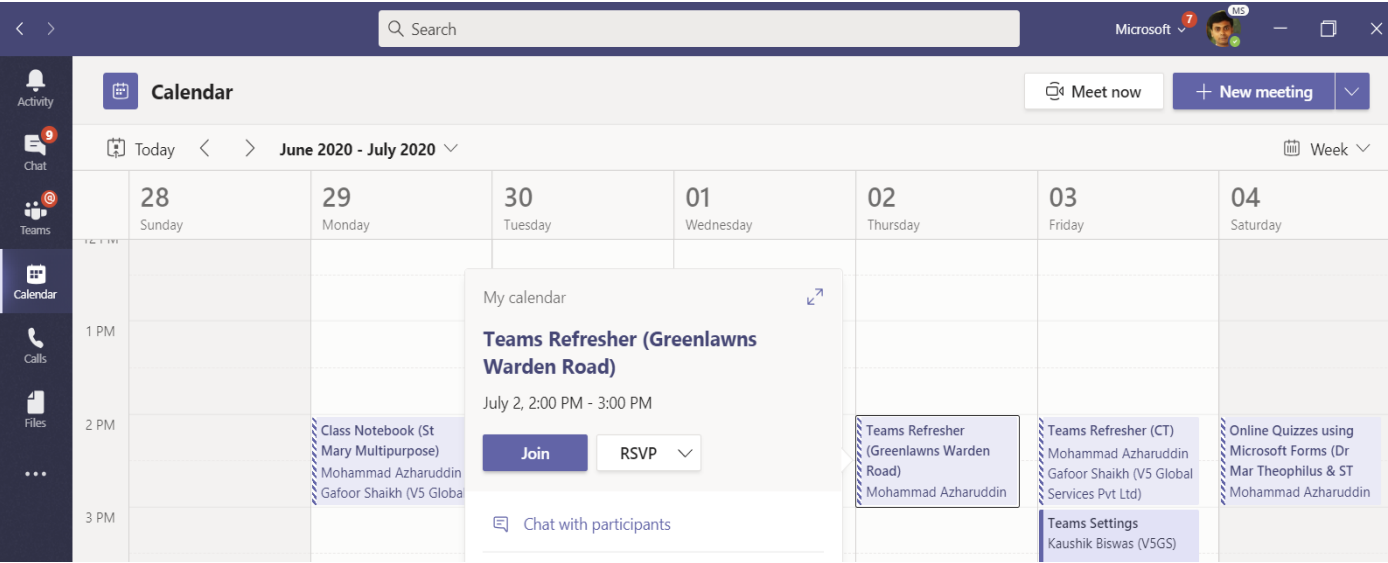 Search
Microsoft
7
MS
Activity
Calendar
Meet now
New meeting
9
Chat
Today
June 2020 - July 2020
Week
@
Teams
28
Sunday
29
Monday
30
Tuesday
01
Wednesday
02
Thursday
03
Friday
04
Saturday
12 PM
Calendar
Calls
Files
1 PM
2 PM
3 PM
Class Notebook (St
Mary Multipurpose)
Mohammad Azharuddin
Gafoor Shaikh (V5 Globa
My calendar
Teams Refresher (Greenlawns
Warden Road)
July 2, 2:00 PM - 3:00 PM
Join
RSVP
Chat with participants
Teams Refresher
(Greenlawns Warden
Road)
Mohammad Azharuddin
Teams Refresher (CT)
Mohammad Azharuddin
Gafoor Shaikh (V5 Global
Services Pvt Ltd)
Teams Settings
Kaushik Biswas (V5GS)
Online Quizzes using
Microsoft Forms (Dr
Mar Theophilus & ST
Mohammad Azharuddin